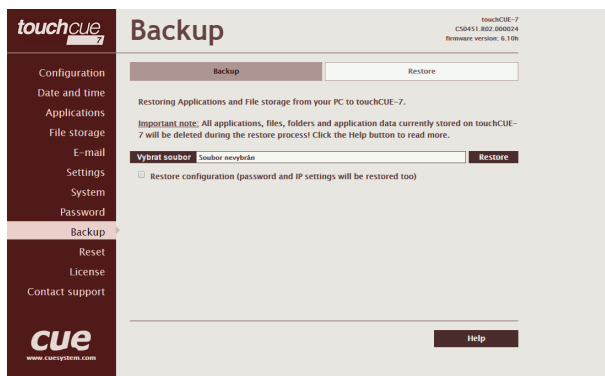 touchcue
7
Backup
touchCUE-7
CS0451.R02.000024
firmware version: 6.10h
Configuration
Date and time
Applications
File storage
E-mail
Settings
System
Password
Backup
Reset
License
Contact support
cue
www.cuesystem.com
Backup
Restore
Restoring Applications and File storage from your PC to touchCUE-7.
Important note: All applications, files, folders and application data currently stored on touchCUE-
7 will be deleted during the restore process! Click the Help button to read more.
Vybrat soubor Soubor nevybrán Restore
Restore configuration (password and IP settings will be restored too)
Help